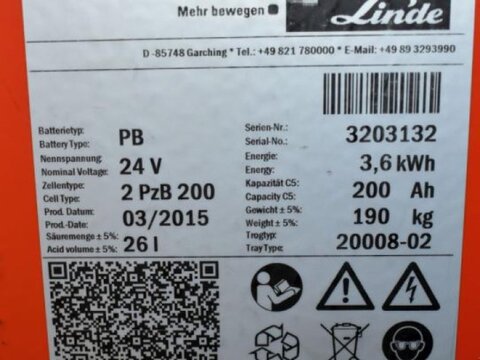 Mehr bewegen
Linde
D-85748 Garching * Tel.: +49 821 780000 * E-Mail: +49 89 3293990
Batterietyp: PB
Battery Type:
Nennspannung: 24 V
Nominal Voltage:
Zellentype: 2 PzB 200
Cell Type:
Prod. Datum: 03/2015
Prod.-Date:
Säuremenge ± 5%: 26 l
Acid volume ± 5%:
Serien-Nr.: 3203132
Serial-No.:
Energie: 3,6 kWh
Energy:
Kapazität C5: 200 Ah
Capacity C5:
Gewicht ± 5%: 190 kg
Weight ± 5%:
Trogtyp: 20008-02
Tray Type: